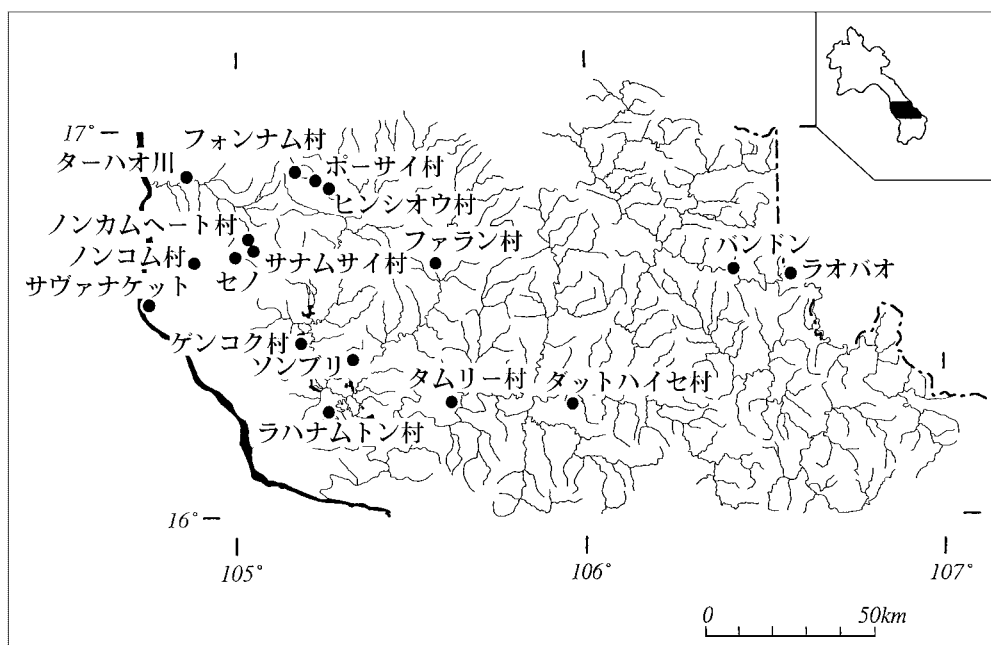 17°
フォンナム村
ターハオ川
ポーサイ村
ヒンシオウ村
ノンカムヘート村
ファラン村
バンドン
ノンコム村
サナムサイ村
ラオバオ
サヴァナケット
セノ
ゲンコク村
ソンブリ
タムリー村
ダットハイセ村
ラハナムトン村
16°
105°
106°
107°
0 50km